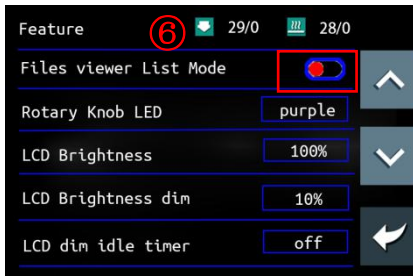 Feature ⑥ 29/0 28/0
Files viewer List Mode
Rotary Knob LED purple
LCD Brightness 100%
LCD Brightness dim 10%
LCD dim idle timer off